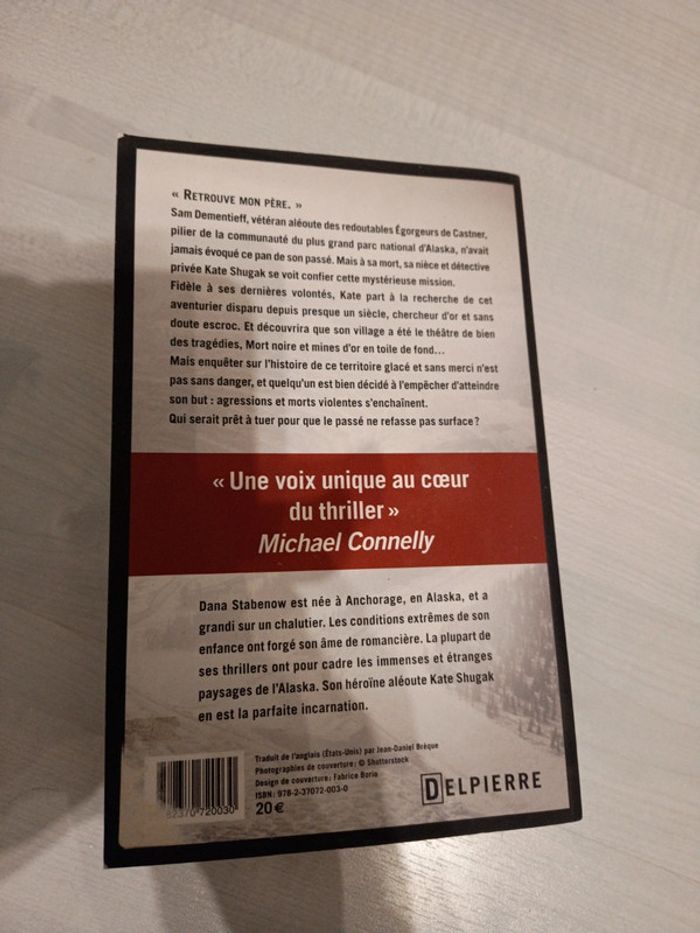 « RETROUVE MON PÈRE. »
Sam Dementieff, vétéran aléoute des redoutables Égorgeurs de Castner,
pilier de la communauté du plus grand parc national d'Alaska, n'avait
jamais évoqué ce pan de son passé. Mais à sa mort, sa nièce et détective
privée Kate Shugak se voit confier cette mystérieuse mission.
Fidèle à ses dernières volontés, Kate part à la recherche de cet
aventurier disparu depuis presque un siècle, chercheur d'or et sans
doute escroc. Et découvrira que son village a été le théâtre de bien
des tragédies, Mort noire et mines d'or en toile de fond...
Mais enquêter sur l'histoire de ce territoire glacé et sans merci n'est
pas sans danger, et quelqu'un est bien décidé à l'empêcher d'atteindre
son but : agressions et morts violentes s'enchaînent.
Qui serait prêt à tuer pour que le passé ne refasse pas surface ?
« Une voix unique au cœur
du thriller »
Michael Connelly
Dana Stabenow est née à Anchorage, en Alaska, et a
grandi sur un chalutier. Les conditions extrêmes de son
enfance ont forgé son âme de romancière. La plupart de
ses thrillers ont pour cadre les immenses et étranges
paysages de l'Alaska. Son héroïne aléoute Kate Shugak
en est la parfaite incarnation.
Traduit de l'anglais (États-Unis) par Jean-Daniel Brèque
Photographies de couverture : © Shutterstock
Design de couverture : Fabrice Borio
ISBN : 978-2-37072-003-0
20 €
82370 720030
DELPIERRE